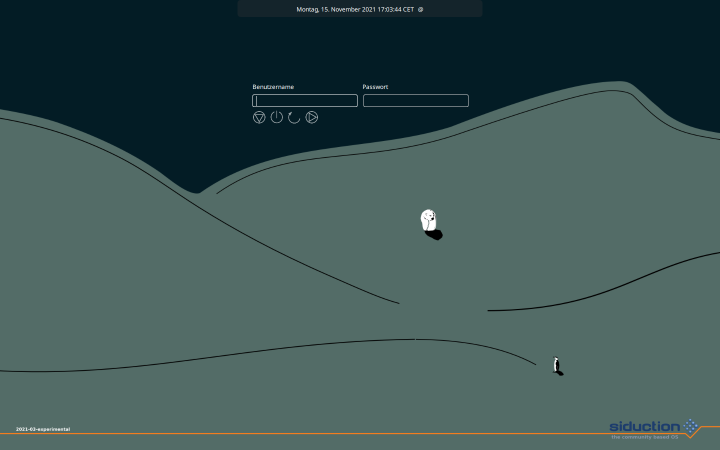 Montag, 15. November 2021 17:03:44 CET @
Benutzername Passwort
2021-03-experimental
siduction
the community based OS